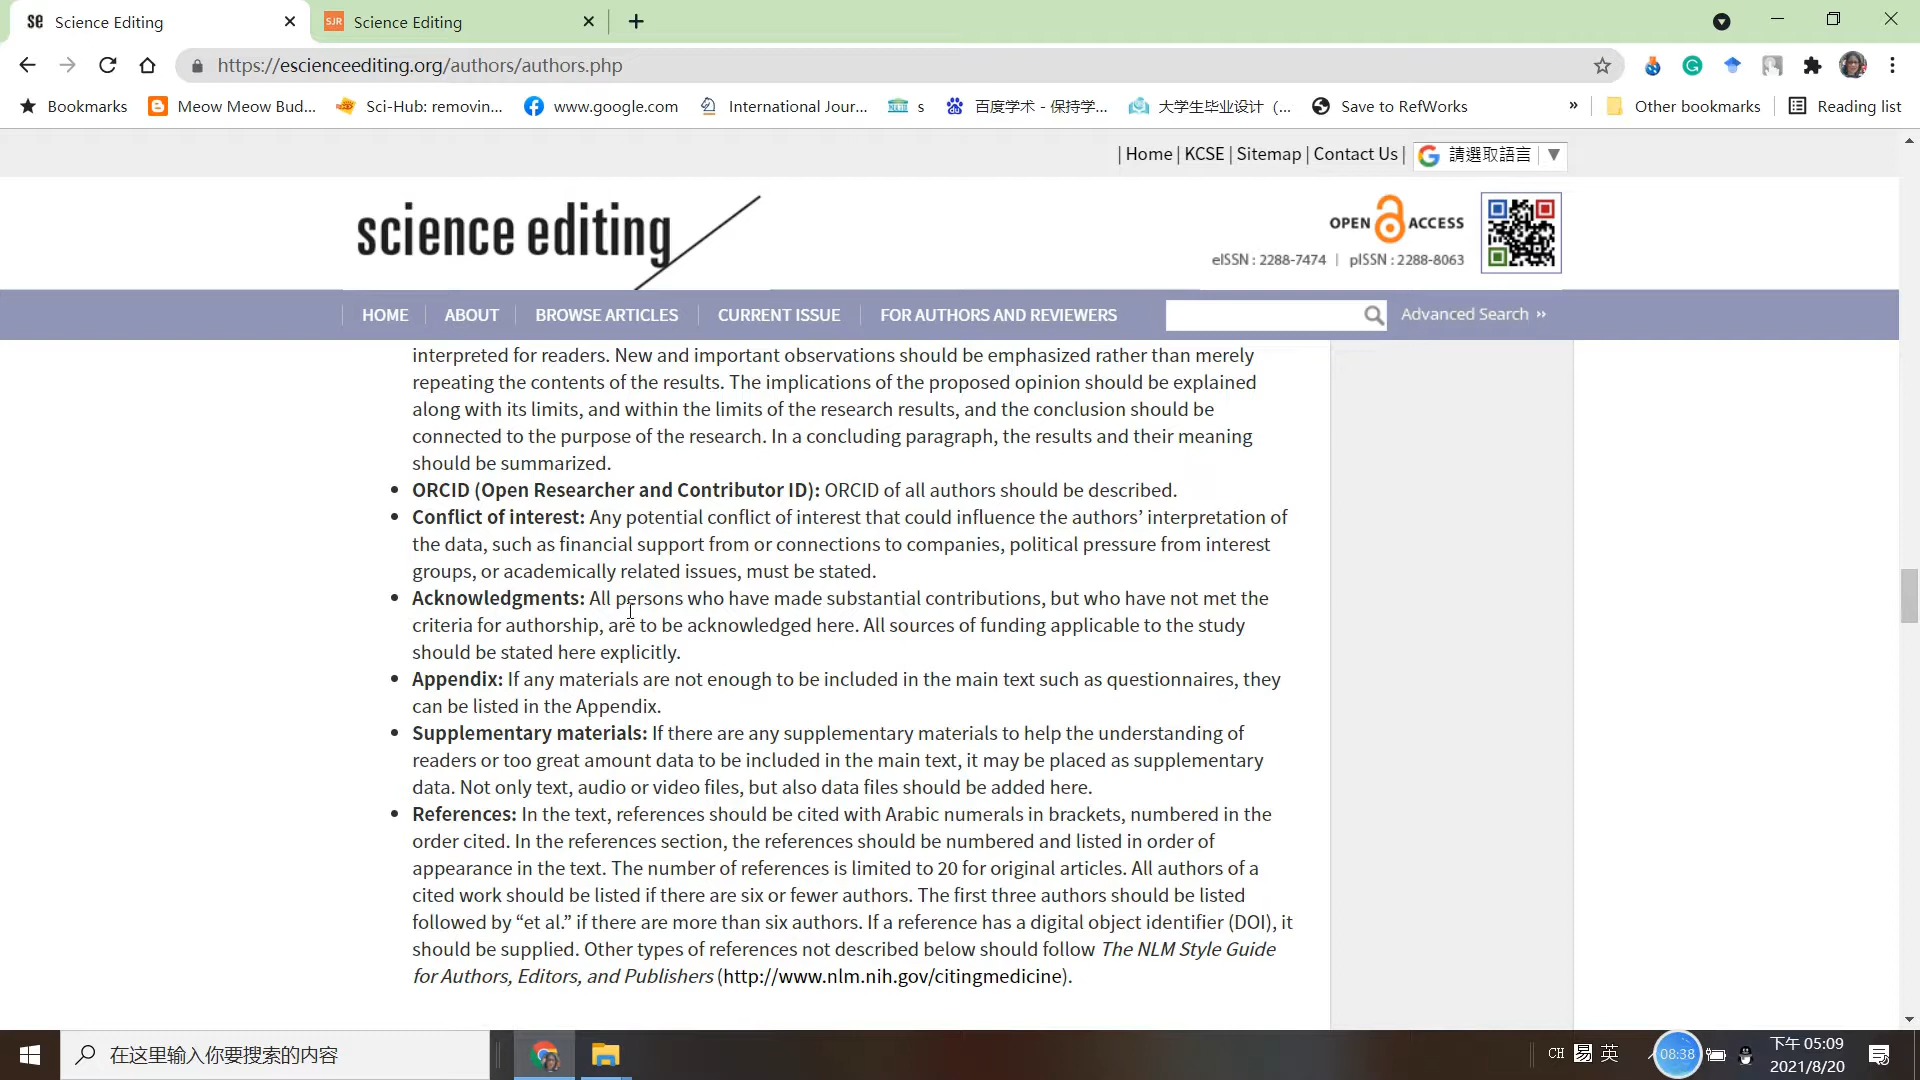 se Science Editing
SJR Science Editing
https://escienceediting.org/authors/authors.php
Bookmarks Meow Meow Bud... Sci-Hub: removin... www.google.com International Jour... s 百度学术 - 保持学... 大学生毕业设计 (... Save to RefWorks » Other bookmarks Reading list
| Home | KCSE | Sitemap | Contact Us | G 請選取語言 ▼
science editing
OPEN ACCESS
eISSN : 2288-7474 | pISSN : 2288-8063
HOME ABOUT BROWSE ARTICLES CURRENT ISSUE FOR AUTHORS AND REVIEWERS Advanced Search »
interpreted for readers. New and important observations should be emphasized rather than merely
repeating the contents of the results. The implications of the proposed opinion should be explained
along with its limits, and within the limits of the research results, and the conclusion should be
connected to the purpose of the research. In a concluding paragraph, the results and their meaning
should be summarized.
• ORCID (Open Researcher and Contributor ID): ORCID of all authors should be described.
• Conflict of interest: Any potential conflict of interest that could influence the authors’ interpretation of
the data, such as financial support from or connections to companies, political pressure from interest
groups, or academically related issues, must be stated.
• Acknowledgments: All persons who have made substantial contributions, but who have not met the
criteria for authorship, are to be acknowledged here. All sources of funding applicable to the study
should be stated here explicitly.
• Appendix: If any materials are not enough to be included in the main text such as questionnaires, they
can be listed in the Appendix.
• Supplementary materials: If there are any supplementary materials to help the understanding of
readers or too great amount data to be included in the main text, it may be placed as supplementary
data. Not only text, audio or video files, but also data files should be added here.
• References: In the text, references should be cited with Arabic numerals in brackets, numbered in the
order cited. In the references section, the references should be numbered and listed in order of
appearance in the text. The number of references is limited to 20 for original articles. All authors of a
cited work should be listed if there are six or fewer authors. The first three authors should be listed
followed by “et al.” if there are more than six authors. If a reference has a digital object identifier (DOI), it
should be supplied. Other types of references not described below should follow The NLM Style Guide
for Authors, Editors, and Publishers (http://www.nlm.nih.gov/citingmedicine).
在这里输入你要搜索的内容
CH 易 英 08:38
下午 05:09
2021/8/20